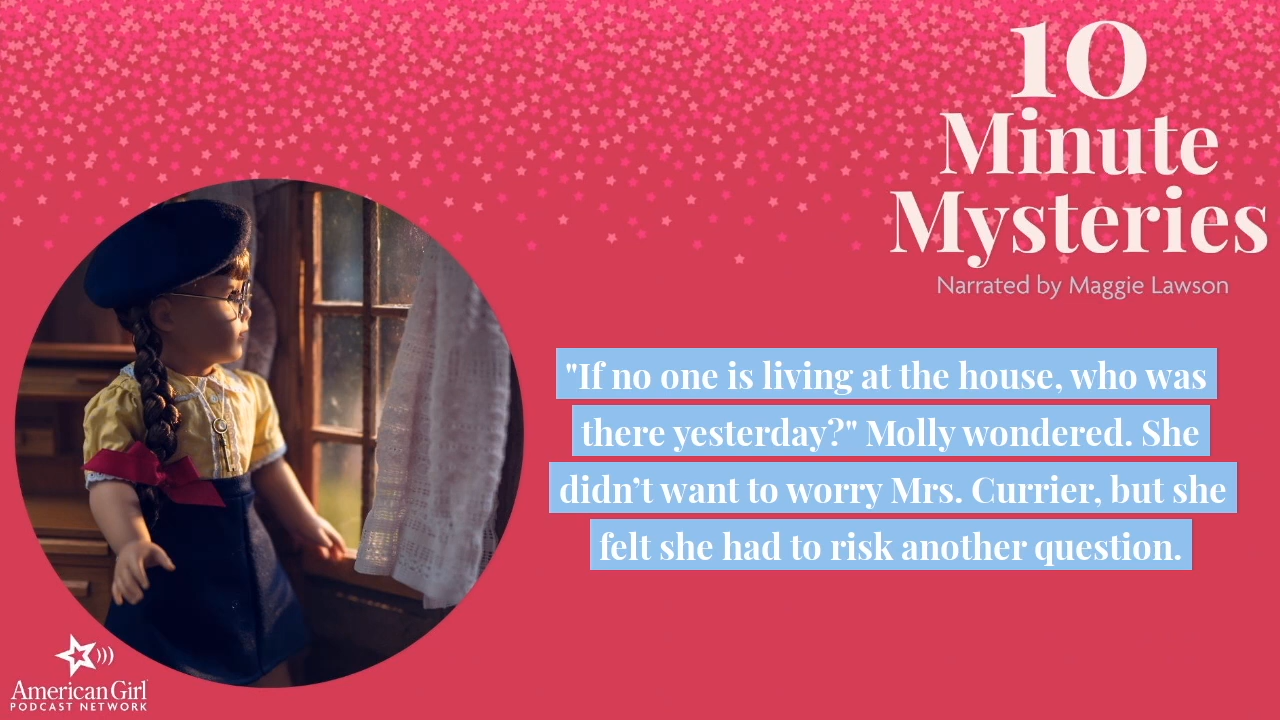 10
Minute
Mysteries
Narrated by Maggie Lawson
"If no one is living at the house, who was
there yesterday?" Molly wondered. She
didn’t want to worry Mrs. Currier, but she
felt she had to risk another question.
American Girl
PODCAST NETWORK